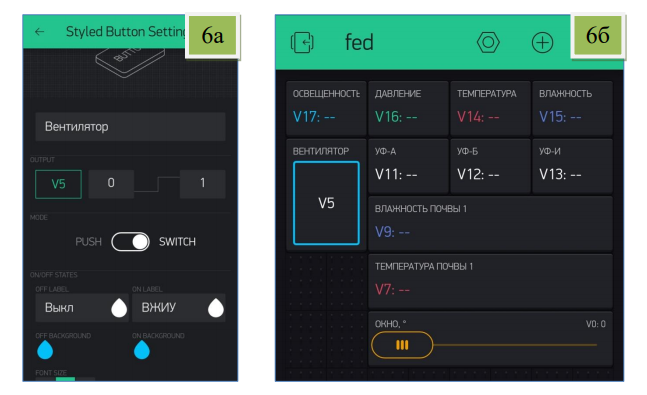 ← Styled Button Setting
6а
BUTTO
Вентилятор
OUTPUT
V5 0 1
MODE
PUSH SWITCH
ON/OFF STATES
OFF LABEL ON LABEL
Выкл ВЖИУ
OFF BACKGROUND ON BACKGROUND
FONT SIZE
fed
6б
ОСВЕЩЕННОСТЬ ДАВЛЕНИЕ ТЕМПЕРАТУРА ВЛАЖНОСТЬ
V17: -- V16: -- V14: -- V15: --
ВЕНТИЛЯТОР УФ-А УФ-Б УФ-И
V11: -- V12: -- V13: --
V5
ВЛАЖНОСТЬ ПОЧВЫ 1
V9: --
ТЕМПЕРАТУРА ПОЧВЫ 1
V7: --
ОКНО, ° V0: 0